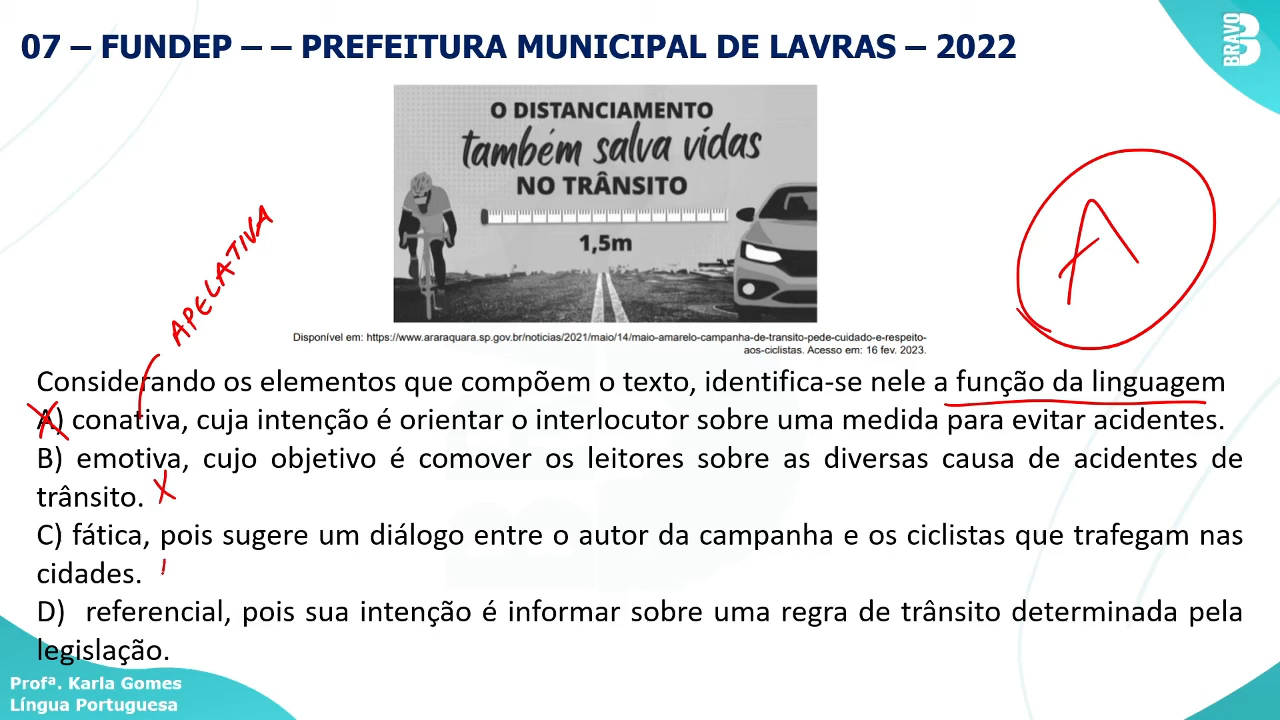 07 – FUNDEP – – PREFEITURA MUNICIPAL DE LAVRAS – 2022
BRAVO
O DISTANCIAMENTO
também salva vidas
NO TRÂNSITO
1,5m
APELATIVA
A
Disponível em: https://www.araraquara.sp.gov.br/noticias/2021/maio/14/maio-amarelo-campanha-de-transito-pede-cuidado-e-respeito-
aos-ciclistas. Acesso em: 16 fev. 2023.
Considerando os elementos que compõem o texto, identifica-se nele a função da linguagem
A) conativa, cuja intenção é orientar o interlocutor sobre uma medida para evitar acidentes.
B) emotiva, cujo objetivo é comover os leitores sobre as diversas causa de acidentes de
trânsito. X
C) fática, pois sugere um diálogo entre o autor da campanha e os ciclistas que trafegam nas
cidades.
D) referencial, pois sua intenção é informar sobre uma regra de trânsito determinada pela
legislação.
Profª. Karla Gomes
Língua Portuguesa